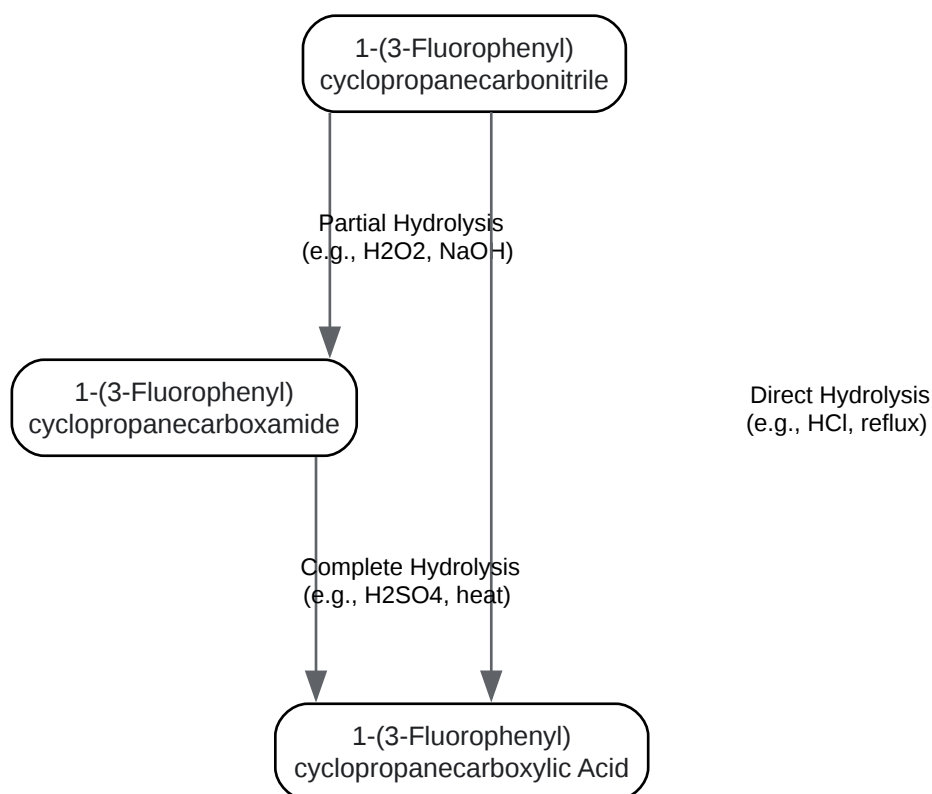 1-(3-Fluorophenyl)
cyclopropanecarbonitrile
Partial Hydrolysis
(e.g., H2O2, NaOH)
1-(3-Fluorophenyl)
cyclopropanecarboxamide
Direct Hydrolysis
(e.g., HCl, reflux)
Complete Hydrolysis
(e.g., H2SO4, heat)
1-(3-Fluorophenyl)
cyclopropanecarboxylic Acid